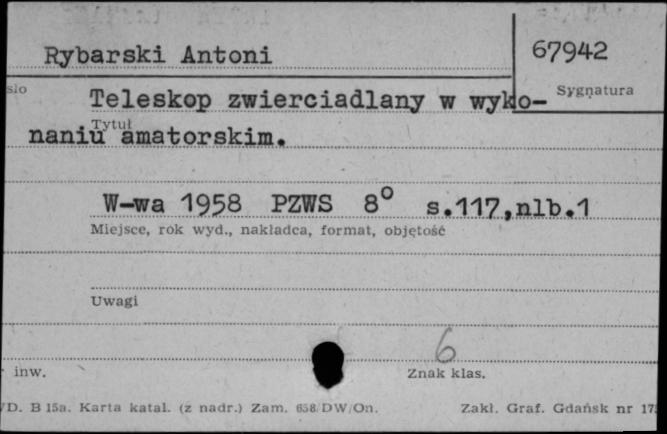 Rybarski Antoni
67942
sło
Sygnatura
Teleskop zwierciadlany w wyko-
Tytuł
naniu amatorskim.
W-wa 1958 PZWS 8° s.117,nlb.1
Miejsce, rok wyd., nakładca, format, objętość
Uwagi
6
inw.
Znak klas.
/D. B 15a. Karta katal. (z nadr.) Zam. 658/DW/On. Zakł. Graf. Gdańsk nr 17